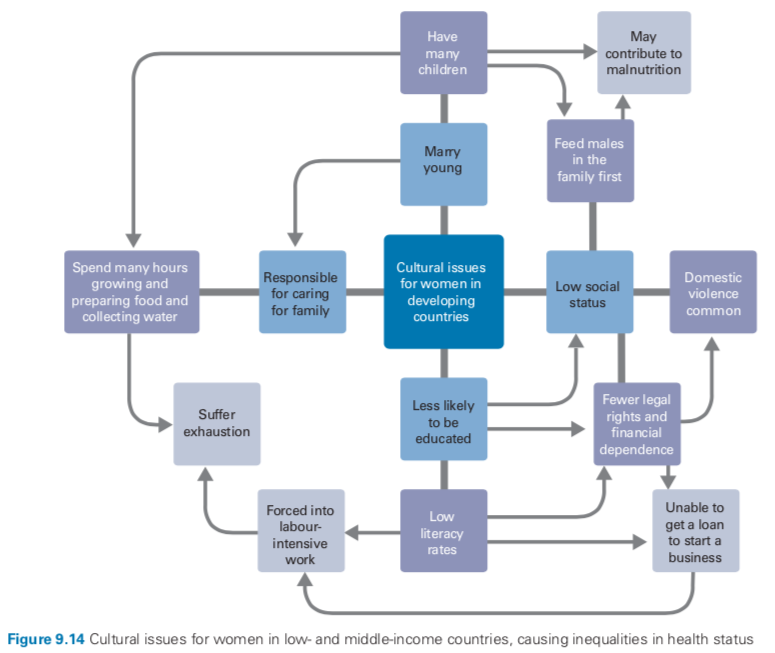 Have
many
children
May
contribute to
malnutrition
Marry
young
Feed males
in the
family first
Spend many hours
growing and
preparing food and
collecting water
Responsible
for caring
for family
Cultural issues
for women in
developing
countries
Low social
status
Domestic
violence
common
Suffer
exhaustion
Less likely
to be
educated
Fewer legal
rights and
financial
dependence
Forced into
labour-
intensive
work
Low
literacy
rates
Unable to
get a loan
to start a
business
Figure 9.14 Cultural issues for women in low- and middle-income countries, causing inequalities in health status